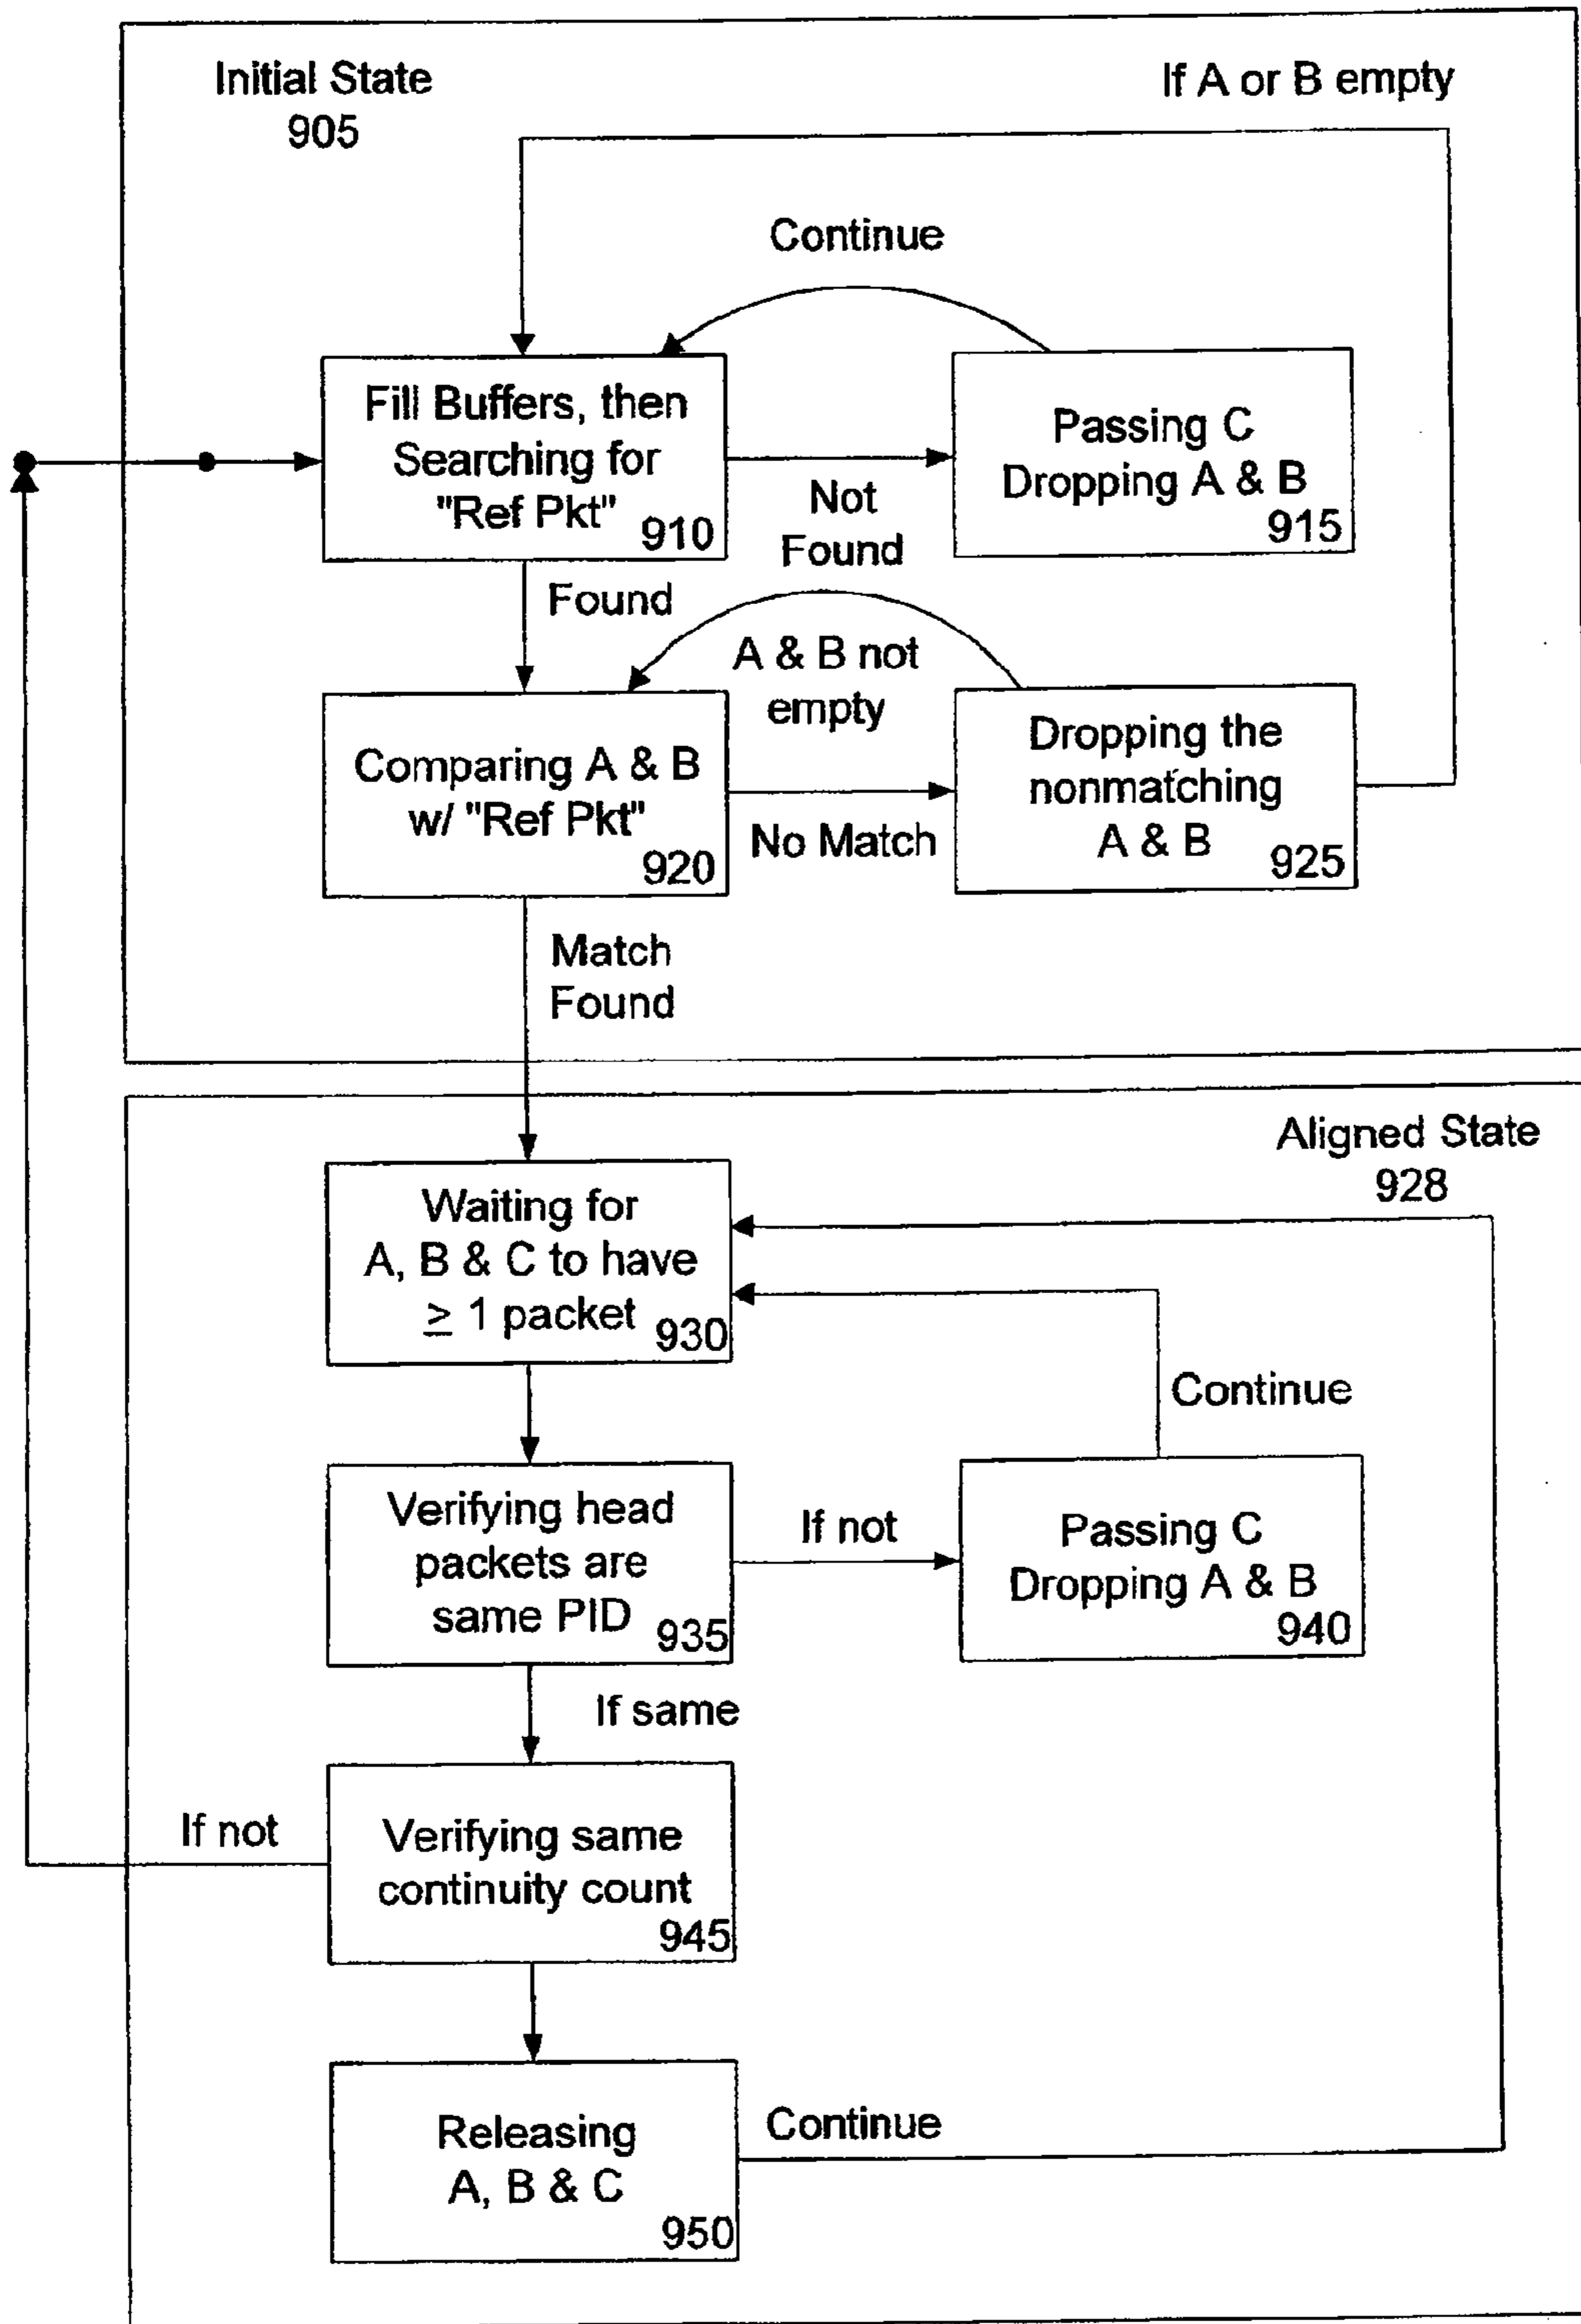 Initial State
905
If A or B empty
Continue
Fill Buffers, then
Searching for
"Ref Pkt"
910
Not
Found
Passing C
Dropping A & B
915
Found
A & B not
empty
Comparing A & B
w/ "Ref Pkt"
920
No Match
Dropping the
nonmatching
A & B
925
Match
Found
Aligned State
928
Waiting for
A, B & C to have
≥ 1 packet
930
Continue
Verifying head
packets are
same PID
935
If not
Passing C
Dropping A & B
940
If same
If not
Verifying same
continuity count
945
Releasing
A, B & C
950
Continue